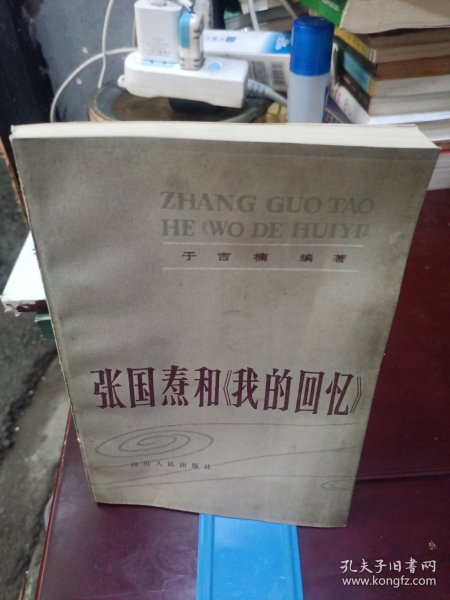 ZHANG GUO TAO
HE《WO DE HUIYI》
于吉楠 编著
张国焘和《我的回忆》
四川人民出版社
孔夫子旧书网
www.kongfz.com